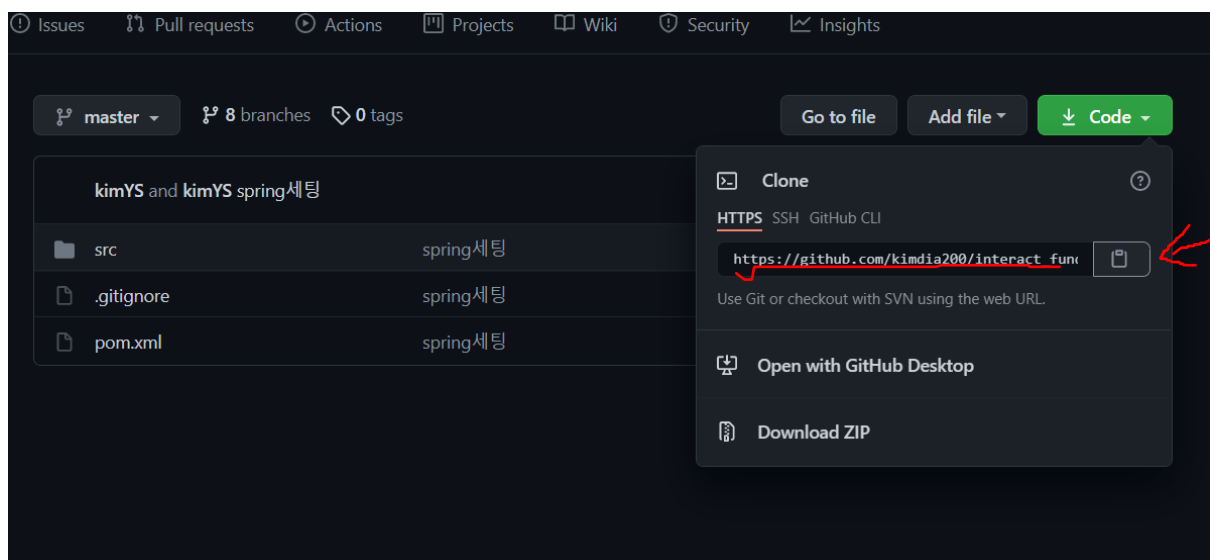 Issues Pull requests Actions Projects Wiki Security Insights
master 8 branches 0 tags Go to file Add file Code
kimYS and kimYS spring세팅
src spring세팅
.gitignore spring세팅
pom.xml spring세팅
Clone
HTTPS SSH GitHub CLI
https://github.com/kimdia200/interact_func
Use Git or checkout with SVN using the web URL.
Open with GitHub Desktop
Download ZIP